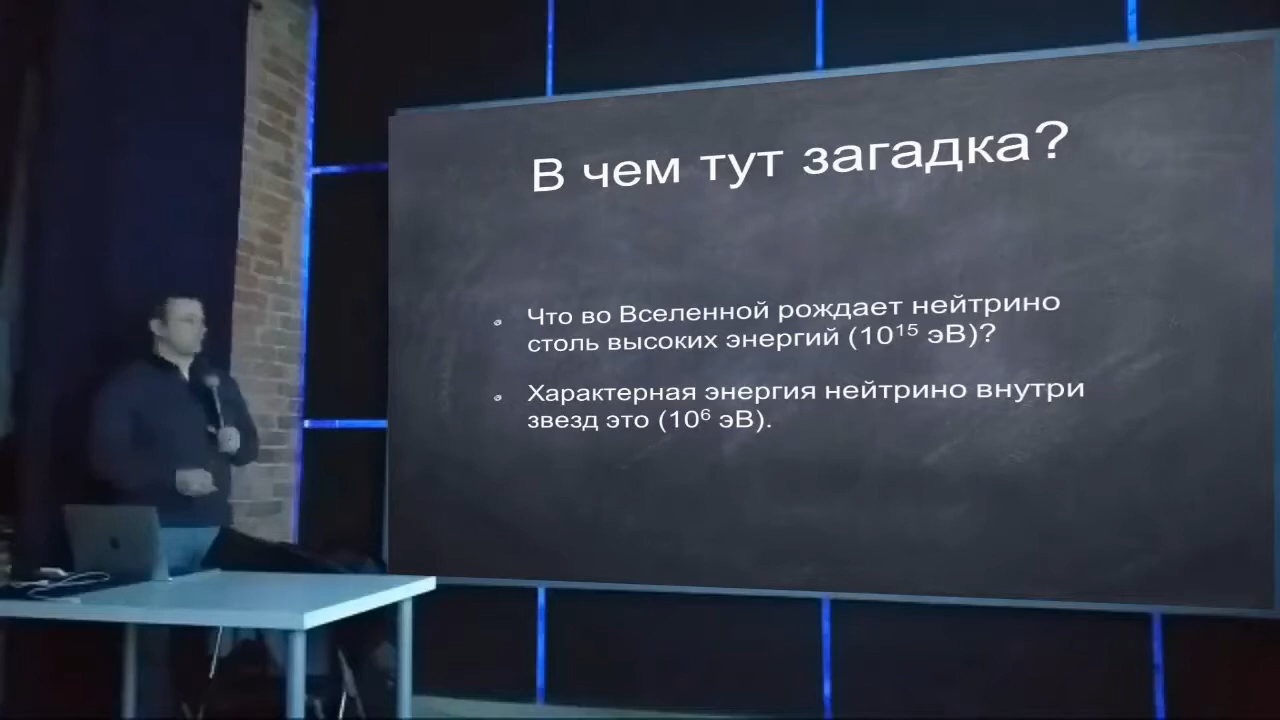 В чем тут загадка?
Что во Вселенной рождает нейтрино
столь высоких энергий (10¹⁵ эВ)?
Характерная энергия нейтрино внутри
звезд это (10⁶ эВ).